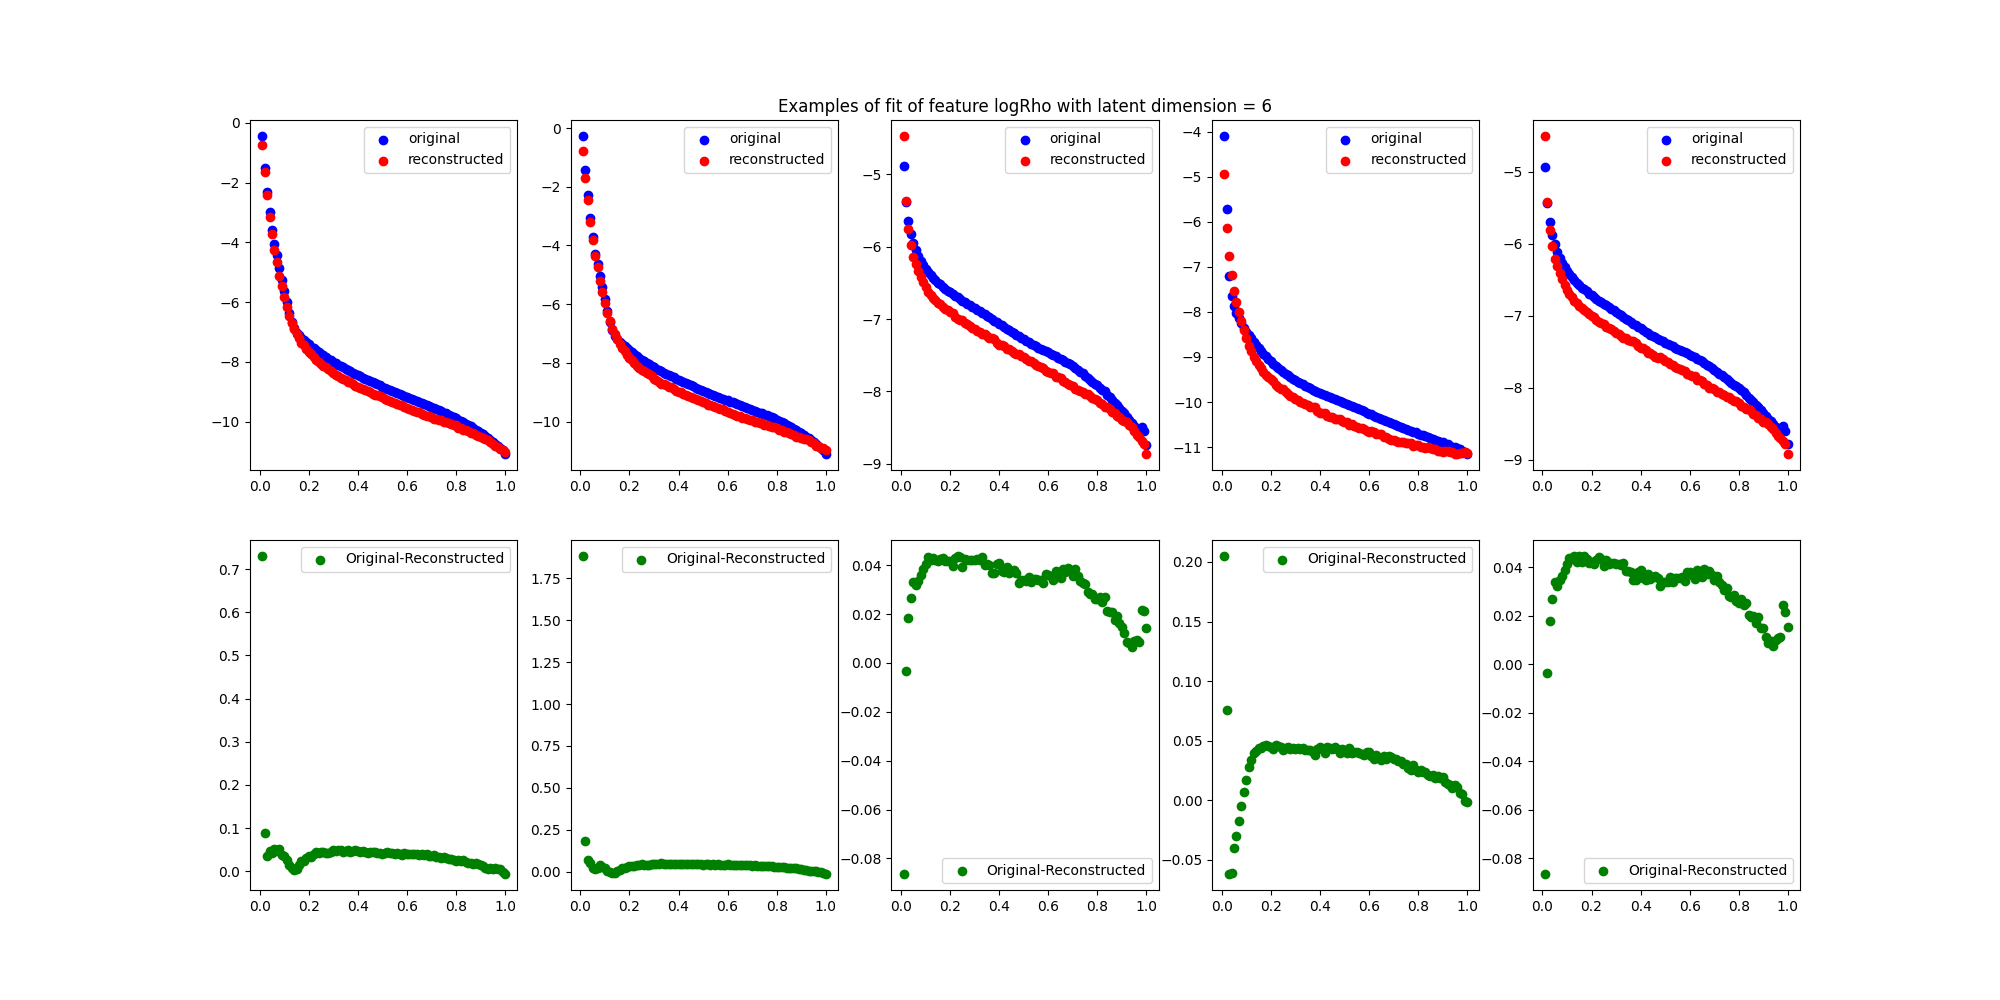 Examples of fit of feature logRho with latent dimension = 6
original
reconstructed
0
−2
−4
−6
−8
−10
0.0 0.2 0.4 0.6 0.8 1.0
original
reconstructed
0
−2
−4
−6
−8
−10
0.0 0.2 0.4 0.6 0.8 1.0
original
reconstructed
−5
−6
−7
−8
−9
0.0 0.2 0.4 0.6 0.8 1.0
original
reconstructed
−4
−5
−6
−7
−8
−9
−10
−11
0.0 0.2 0.4 0.6 0.8 1.0
original
reconstructed
−5
−6
−7
−8
−9
0.0 0.2 0.4 0.6 0.8 1.0
Original-Reconstructed
0.7
0.6
0.5
0.4
0.3
0.2
0.1
0.0
0.0 0.2 0.4 0.6 0.8 1.0
Original-Reconstructed
1.75
1.50
1.25
1.00
0.75
0.50
0.25
0.00
0.0 0.2 0.4 0.6 0.8 1.0
0.04
0.02
0.00
−0.02
−0.04
−0.06
−0.08
Original-Reconstructed
0.0 0.2 0.4 0.6 0.8 1.0
Original-Reconstructed
0.20
0.15
0.10
0.05
0.00
−0.05
0.0 0.2 0.4 0.6 0.8 1.0
0.04
0.02
0.00
−0.02
−0.04
−0.06
−0.08
Original-Reconstructed
0.0 0.2 0.4 0.6 0.8 1.0